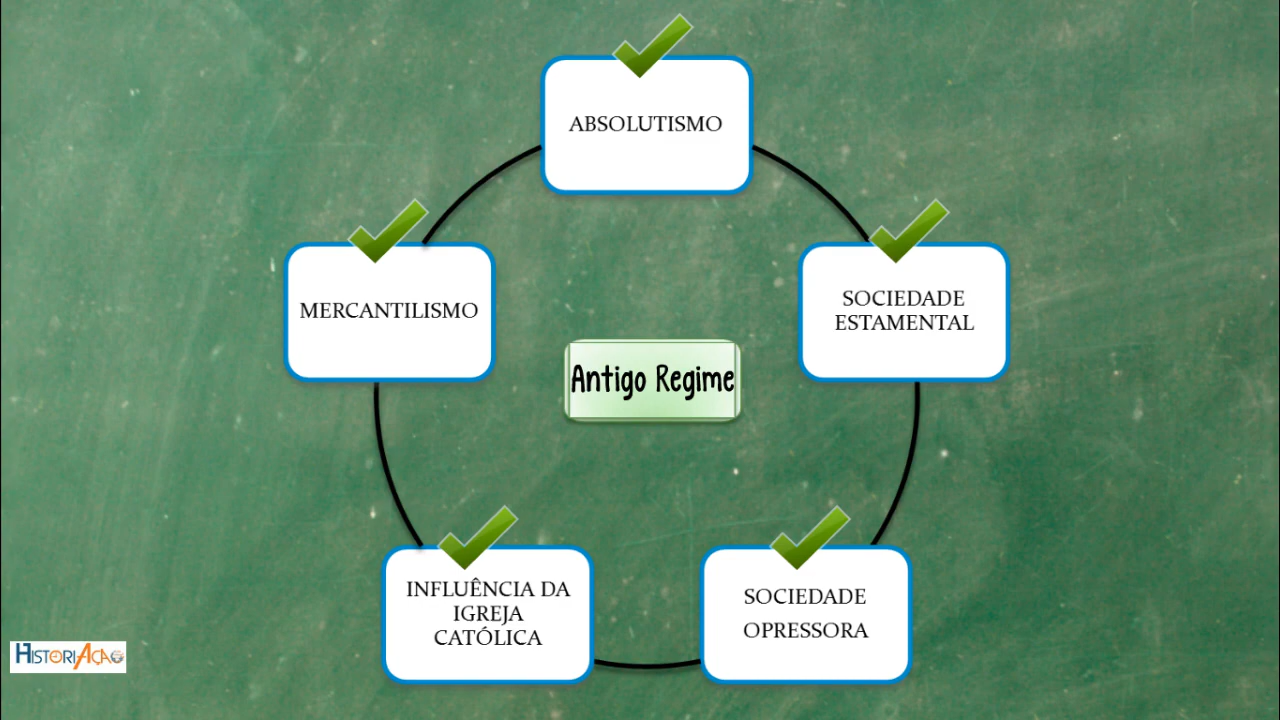 ABSOLUTISMO
MERCANTILISMO
SOCIEDADE
ESTAMENTAL
Antigo Regime
INFLUÊNCIA DA
IGREJA
CATÓLICA
SOCIEDADE
OPRESSORA
HISTORIAÇÃO